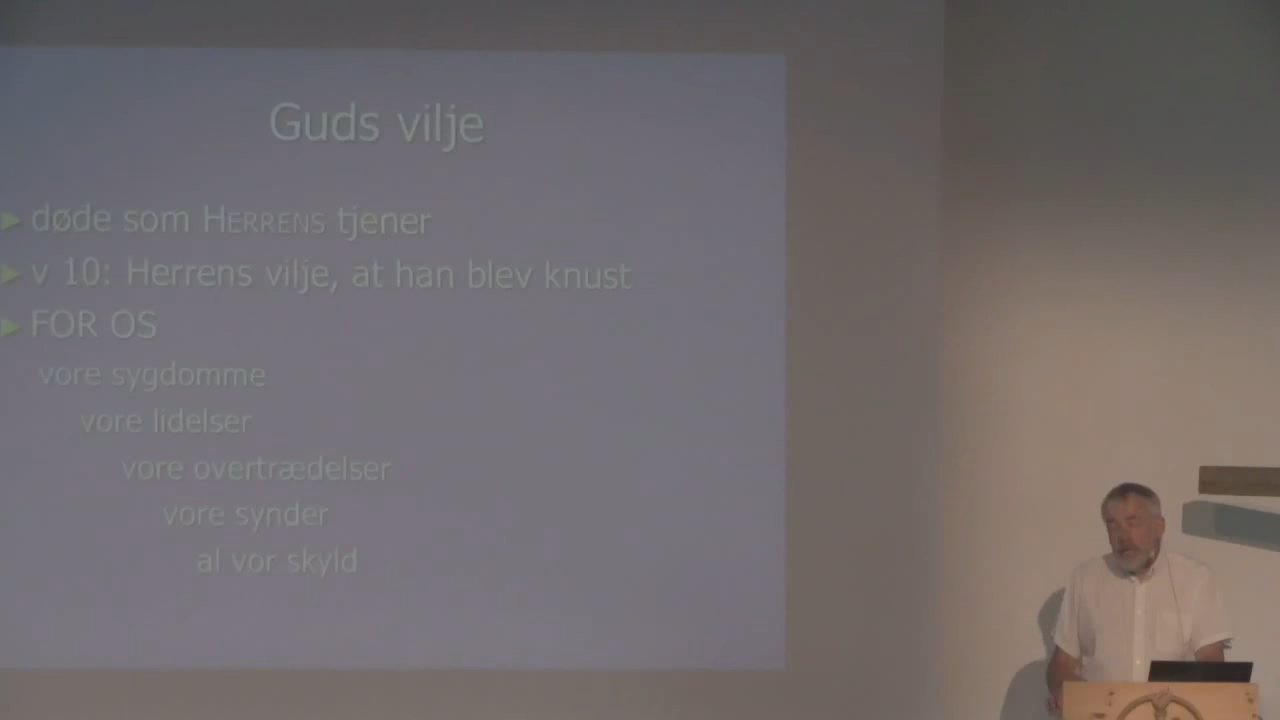 Guds vilje
► døde som HERRENS tjener
► v 10: Herrens vilje, at han blev knust
► FOR OS
vore sygdomme
vore lidelser
vore overtrædelser
vore synder
al vor skyld